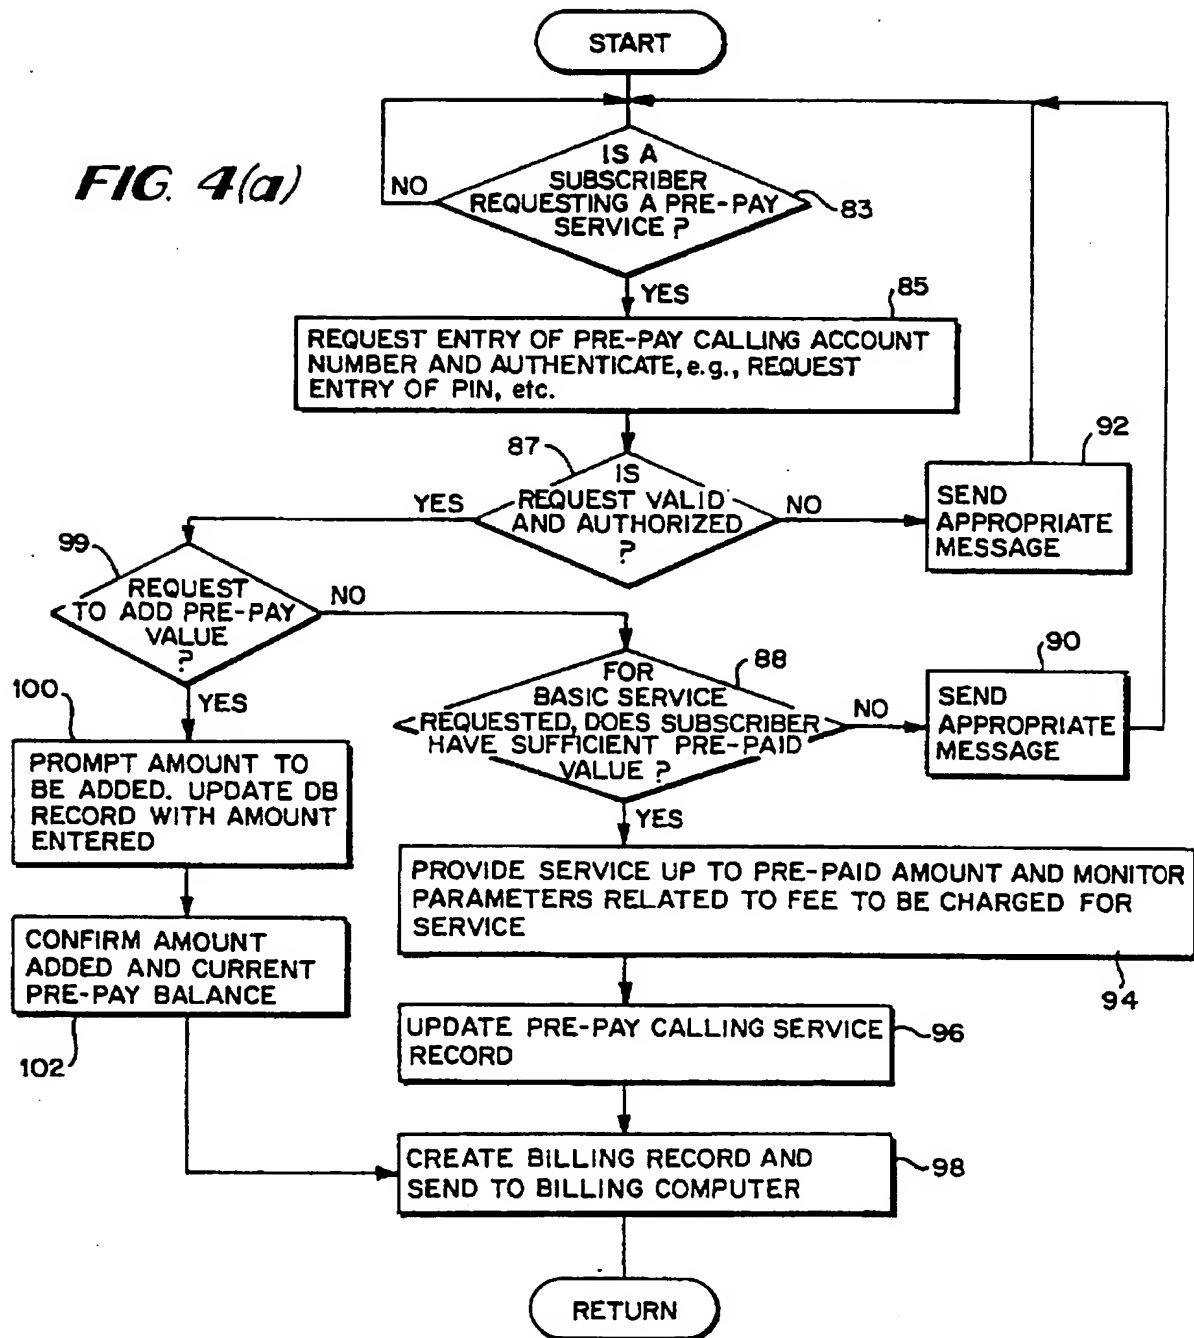 START
FIG. 4(a)
NO
IS A
SUBSCRIBER
REQUESTING A PRE-PAY
SERVICE ?
83
YES
85
REQUEST ENTRY OF PRE-PAY CALLING ACCOUNT
NUMBER AND AUTHENTICATE, e.g., REQUEST
ENTRY OF PIN, etc.
87
IS
REQUEST VALID
AND AUTHORIZED
?
YES
NO
92
SEND
APPROPRIATE
MESSAGE
99
REQUEST
TO ADD PRE-PAY
VALUE
?
NO
YES
88
FOR
BASIC SERVICE
REQUESTED, DOES SUBSCRIBER
HAVE SUFFICIENT PRE-PAID
VALUE ?
NO
90
SEND
APPROPRIATE
MESSAGE
100
PROMPT AMOUNT TO
BE ADDED. UPDATE DB
RECORD WITH AMOUNT
ENTERED
YES
PROVIDE SERVICE UP TO PRE-PAID AMOUNT AND MONITOR
PARAMETERS RELATED TO FEE TO BE CHARGED FOR
SERVICE
94
CONFIRM AMOUNT
ADDED AND CURRENT
PRE-PAY BALANCE
102
UPDATE PRE-PAY CALLING SERVICE
RECORD
96
CREATE BILLING RECORD AND
SEND TO BILLING COMPUTER
98
RETURN